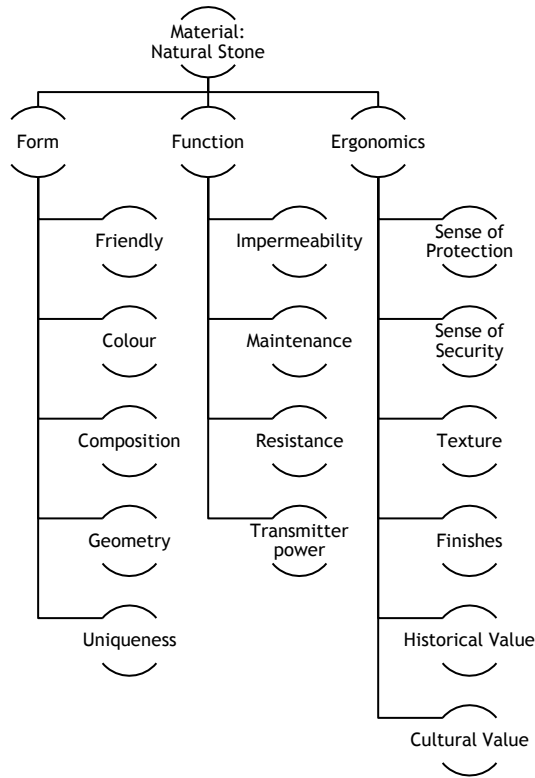 Material:
Natural Stone
Form
Function
Ergonomics
Friendly
Colour
Composition
Geometry
Uniqueness
Impermeability
Maintenance
Resistance
Transmitter
power
Sense of
Protection
Sense of
Security
Texture
Finishes
Historical Value
Cultural Value